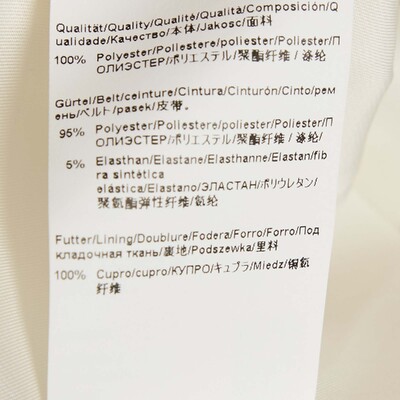 Qualität/Quality/Qualité/Qualità/Composición/Q
ualidade/Качество/本体/Jakosc/面料
100% Polyester/Poliestere/poliester/Poliester/П
ОЛИЭСТЕР/ポリエステル/聚酯纤维/涤纶
Gürtel/Belt/ceinture/Cintura/Cinturón/Cinto/рем
ень/ベルト/pasek/皮带。
95% Polyester/Poliestere/poliester/Poliester/П
ОЛИЭСТЕР/ポリエステル/聚酯纤维/涤纶/
5% Elasthan/Elastane/Elasthanne/Elastan/fib
ra sintética
elástica/Elastano/ЭЛАСТАН/ポリウレタン/
聚氨酯弹性纤维/氨纶
Futter/Lining/Doublure/Fodera/Forro/Forro/Под
кладочная ткань/裏地/Podszewka/里料
100% Cupro/cupro/КУПРО/キュプラ/Miedz/铜氨
纤维